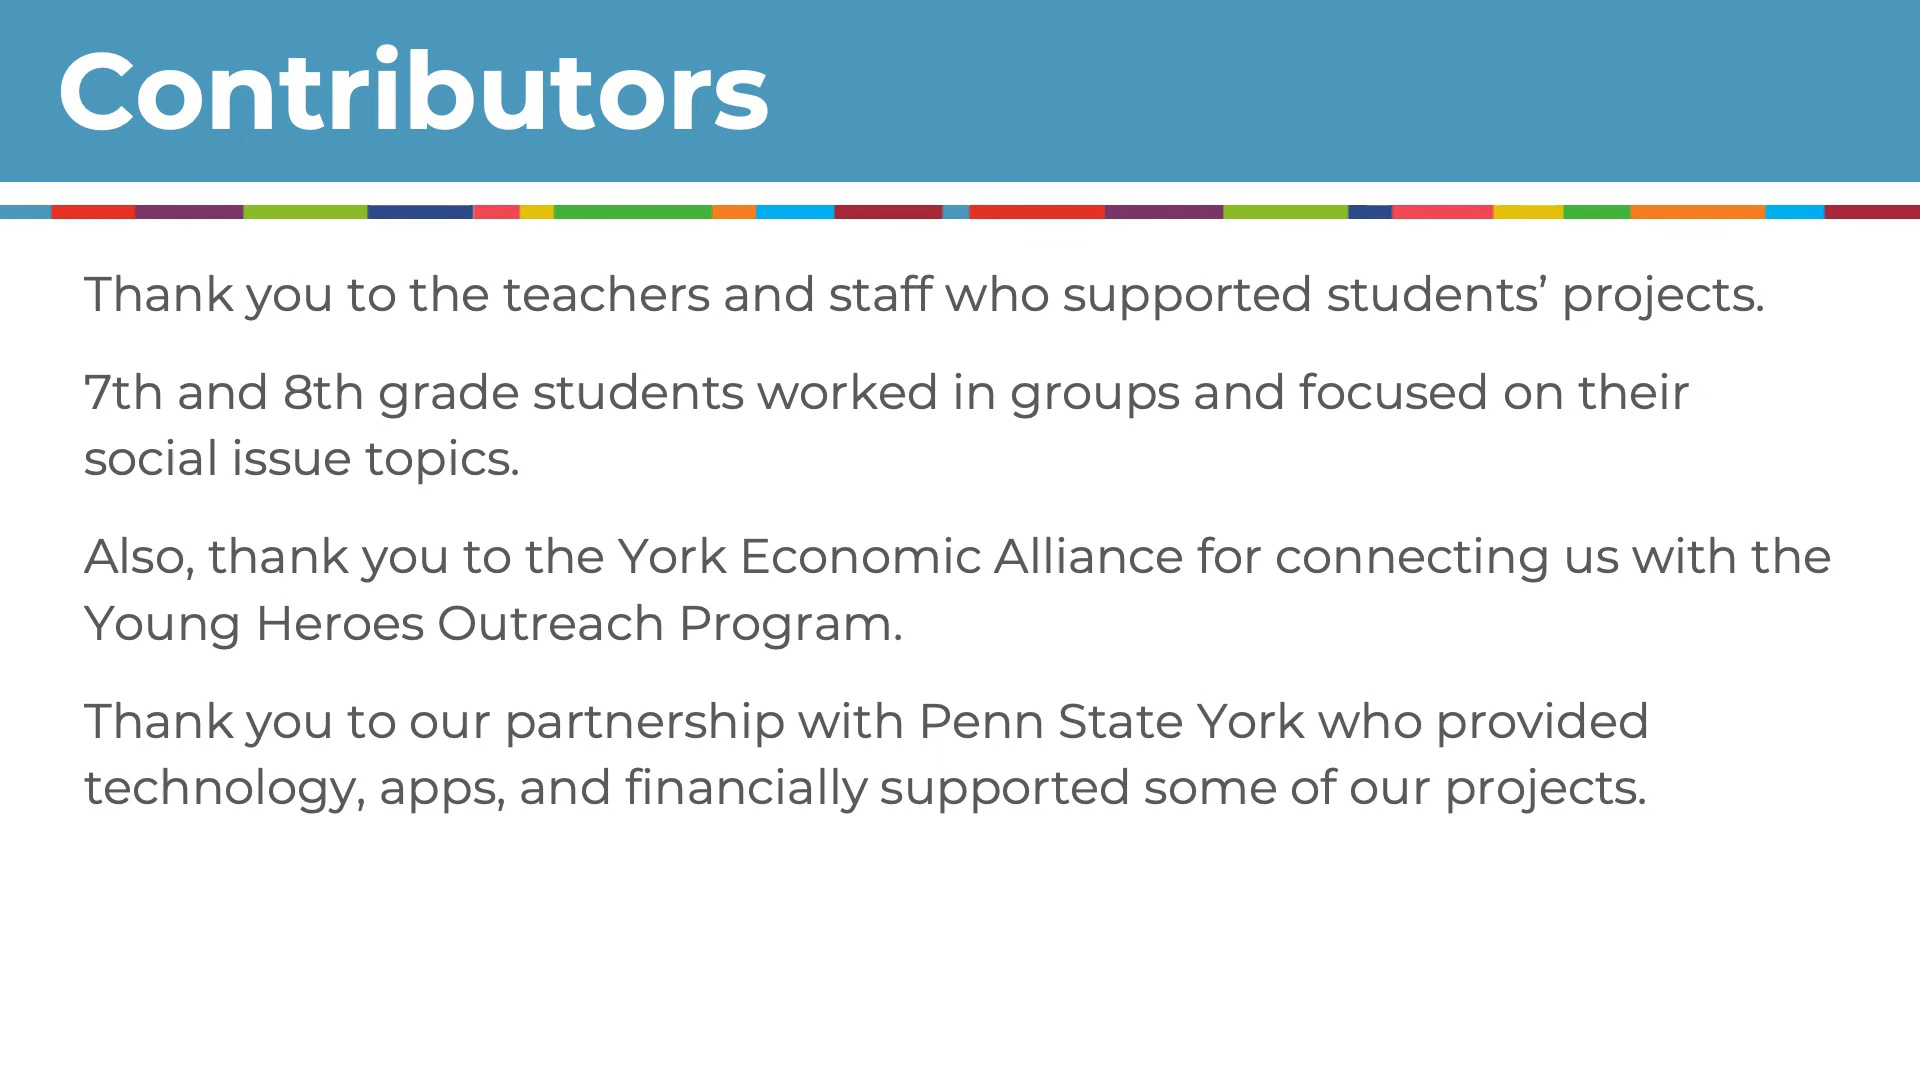 Contributors
Thank you to the teachers and staff who supported students’ projects.
7th and 8th grade students worked in groups and focused on their
social issue topics.
Also, thank you to the York Economic Alliance for connecting us with the
Young Heroes Outreach Program.
Thank you to our partnership with Penn State York who provided
technology, apps, and financially supported some of our projects.